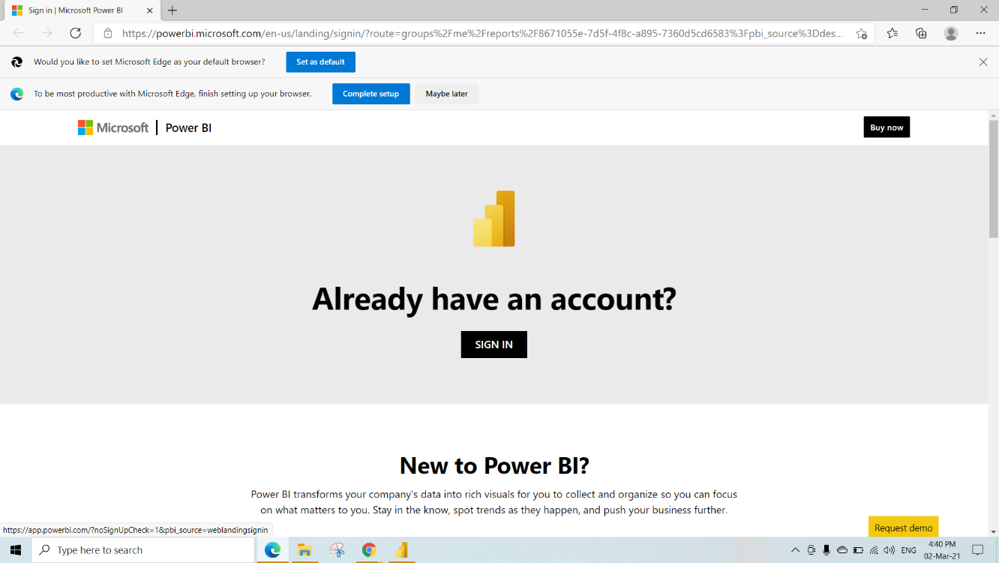 Sign in | Microsoft Power BI
https://powerbi.microsoft.com/en-us/landing/signin/?route=groups%2Fme%2Freports%2F8671055e-7d5f-4f8c-a895-7360d5cd6583%3Fpbi_source%3Ddes...
Would you like to set Microsoft Edge as your default browser? Set as default
To be most productive with Microsoft Edge, finish setting up your browser. Complete setup Maybe later
Microsoft Power BI Buy now
Already have an account?
SIGN IN
New to Power BI?
Power BI transforms your company's data into rich visuals for you to collect and organize so you can focus
on what matters to you. Stay in the know, spot trends as they happen, and push your business further.
Request demo
https://app.powerbi.com/?noSignUpCheck=1&pbi_source=weblandingsignin
Type here to search
ENG
4:40 PM
02-Mar-21